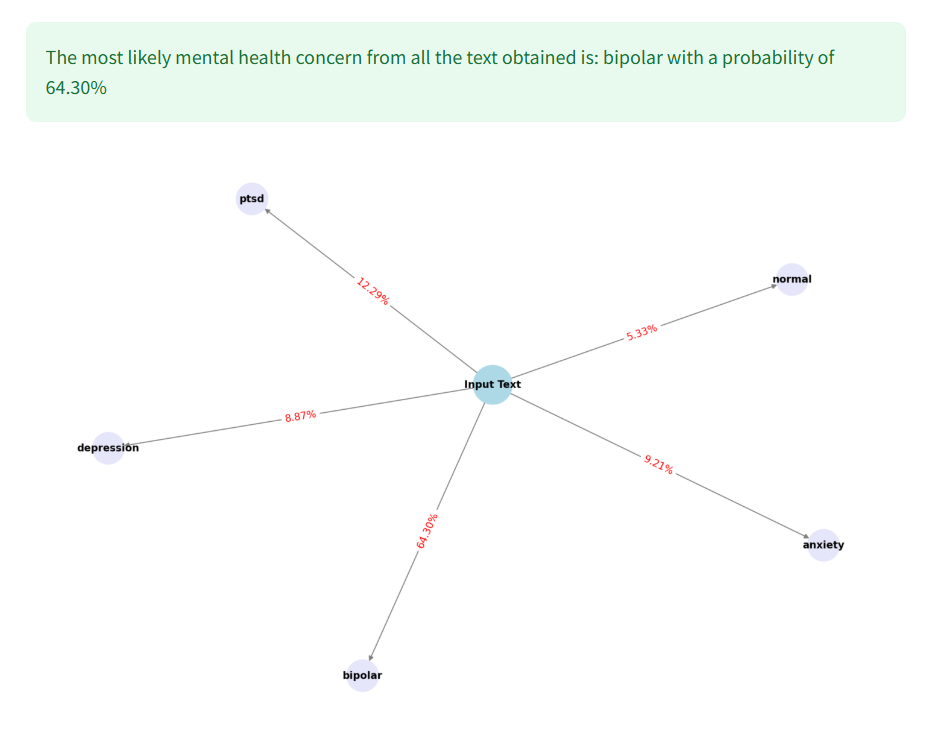 The most likely mental health concern from all the text obtained is: bipolar with a probability of
64.30%
ptsd
normal
12.29%
5.33%
Input Text
8.87%
depression
9.21%
64.30%
anxiety
bipolar